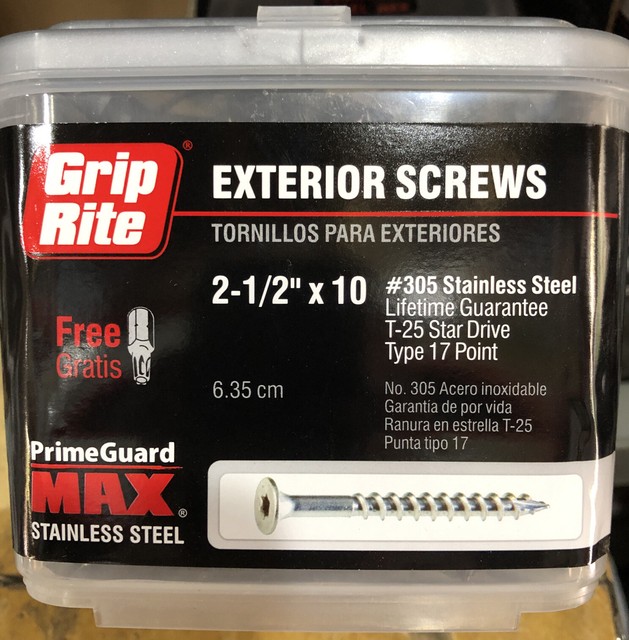 Grip
Rite®
EXTERIOR SCREWS
TORNILLOS PARA EXTERIORES
2-1/2" x 10
#305 Stainless Steel
Lifetime Guarantee
T-25 Star Drive
Type 17 Point
Free
Gratis
6.35 cm
No. 305 Acero inoxidable
Garantía de por vida
Ranura en estrella T-25
Punta tipo 17
PrimeGuard
MAX®
STAINLESS STEEL